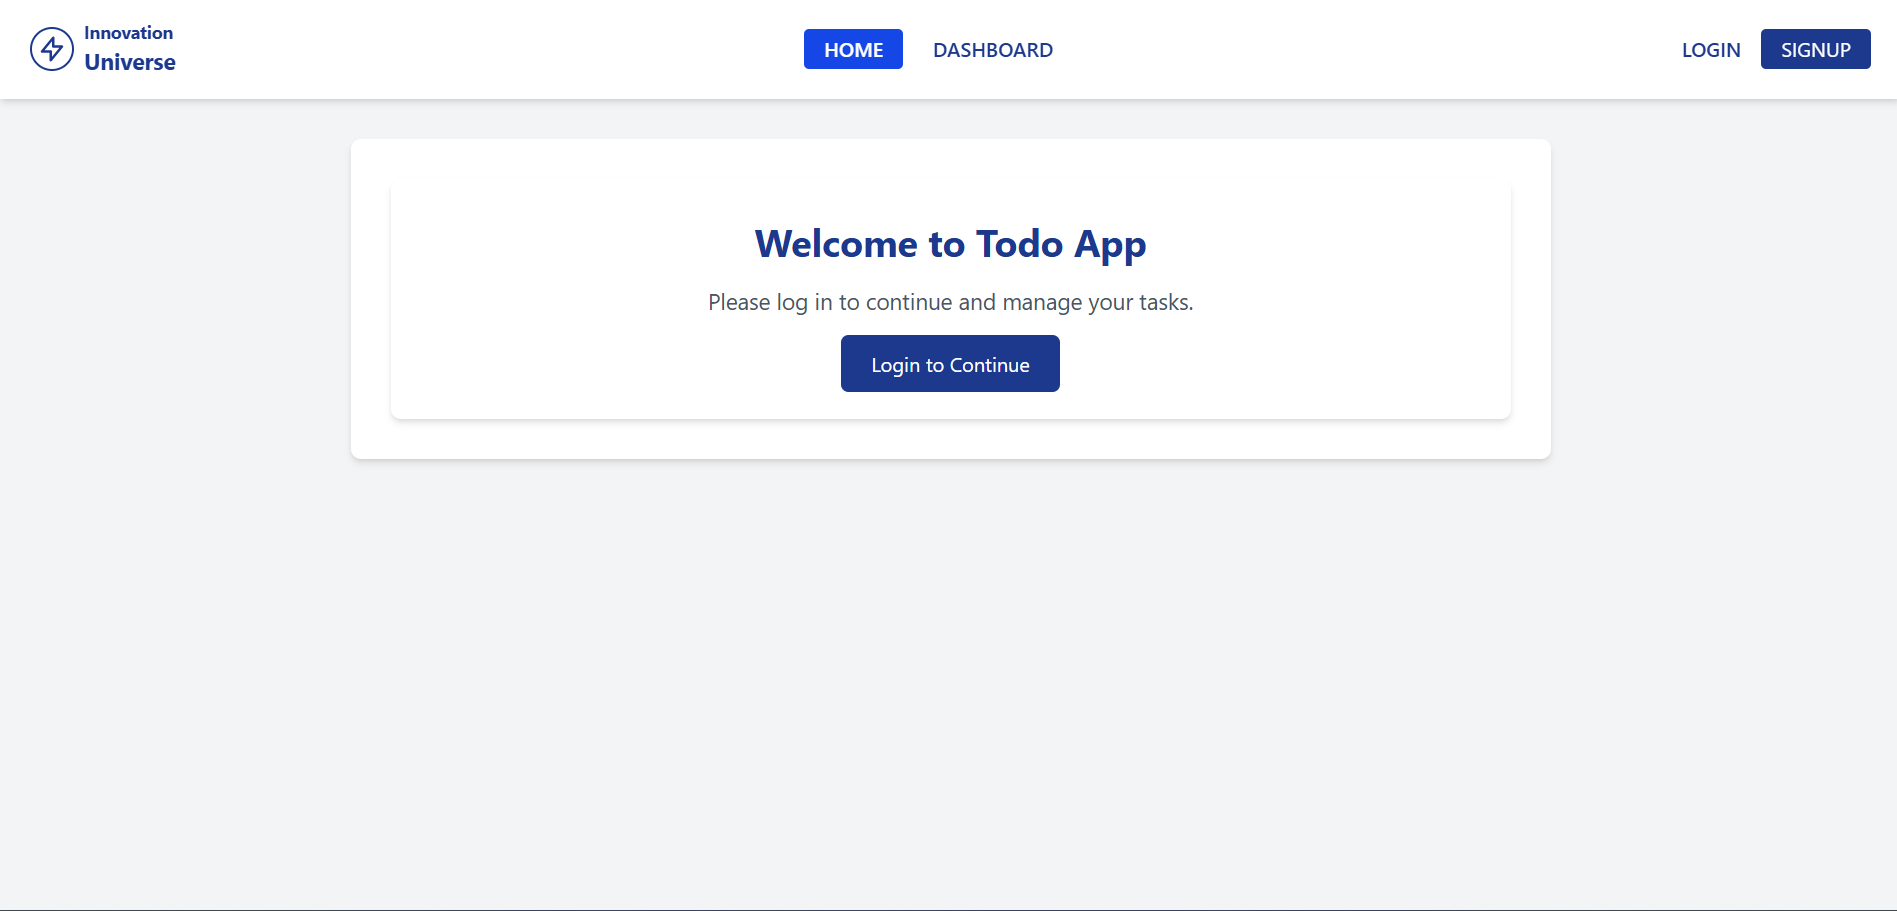 Innovation
Universe
HOME
DASHBOARD
LOGIN
SIGNUP
Welcome to Todo App
Please log in to continue and manage your tasks.
Login to Continue